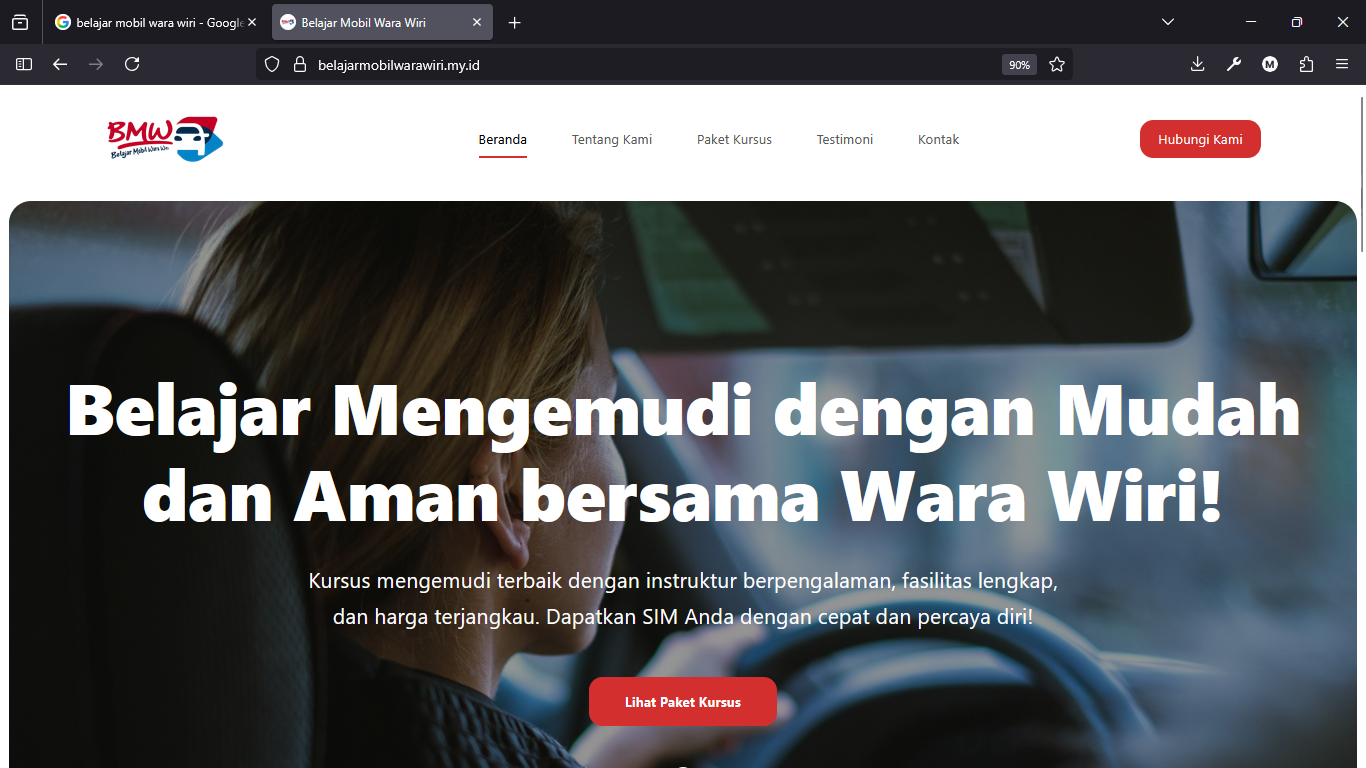 belajar mobil wara wiri - Google
Belajar Mobil Wara Wiri
belajarmobilwarawiri.my.id
90%
M
BMW
Belajar Mobil Wara Wiri
Beranda
Tentang Kami
Paket Kursus
Testimoni
Kontak
Hubungi Kami
Belajar Mengemudi dengan Mudah
dan Aman bersama Wara Wiri!
Kursus mengemudi terbaik dengan instruktur berpengalaman, fasilitas lengkap,
dan harga terjangkau. Dapatkan SIM Anda dengan cepat dan percaya diri!
Lihat Paket Kursus